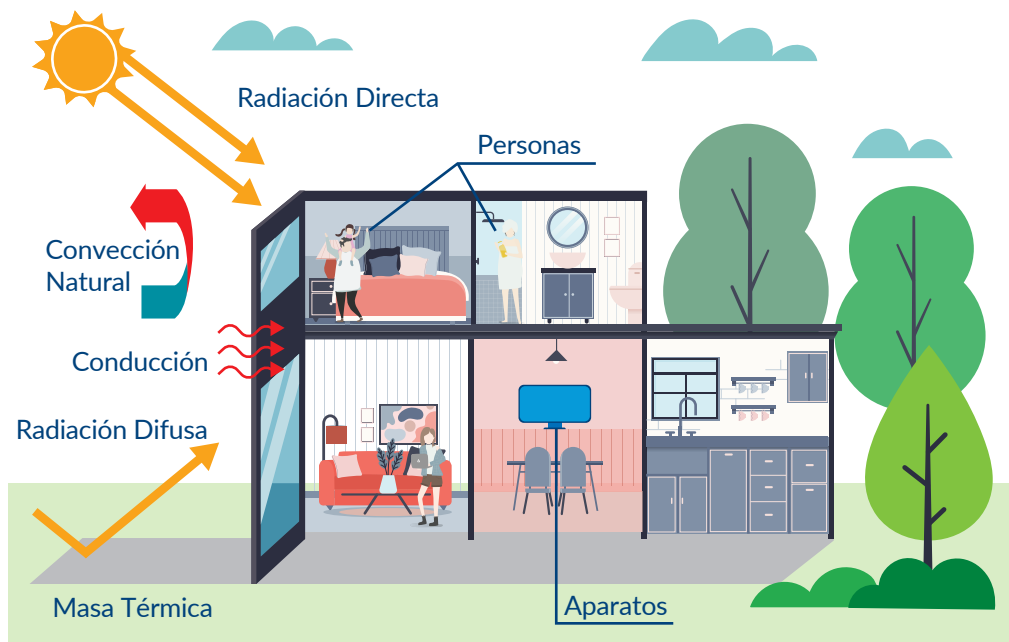 Radiación Directa
Personas
Convección
Natural
Conducción
Radiación Difusa
Masa Térmica
Aparatos